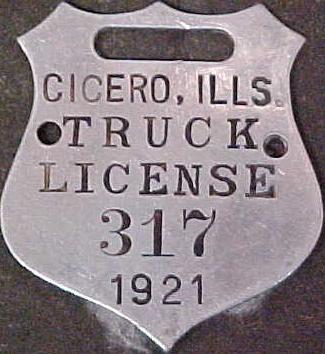 CICERO, ILLS.
TRUCK
LICENSE
317
1921